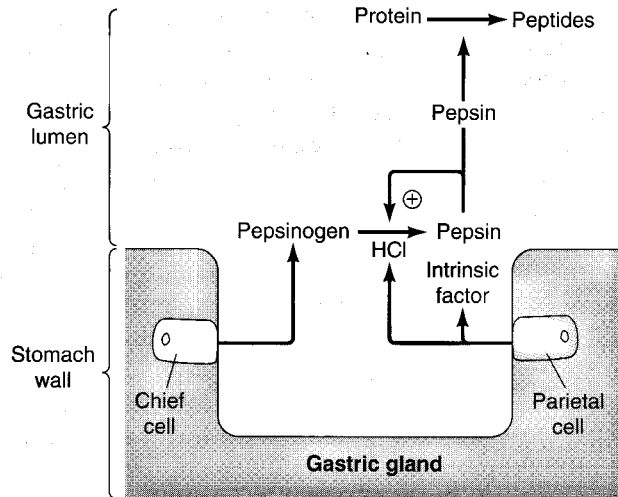 Protein Peptides
Gastric
lumen
Pepsin
⊕
Pepsinogen Pepsin
HCl
Intrinsic
factor
Stomach
wall
Chief
cell
Parietal
cell
Gastric gland